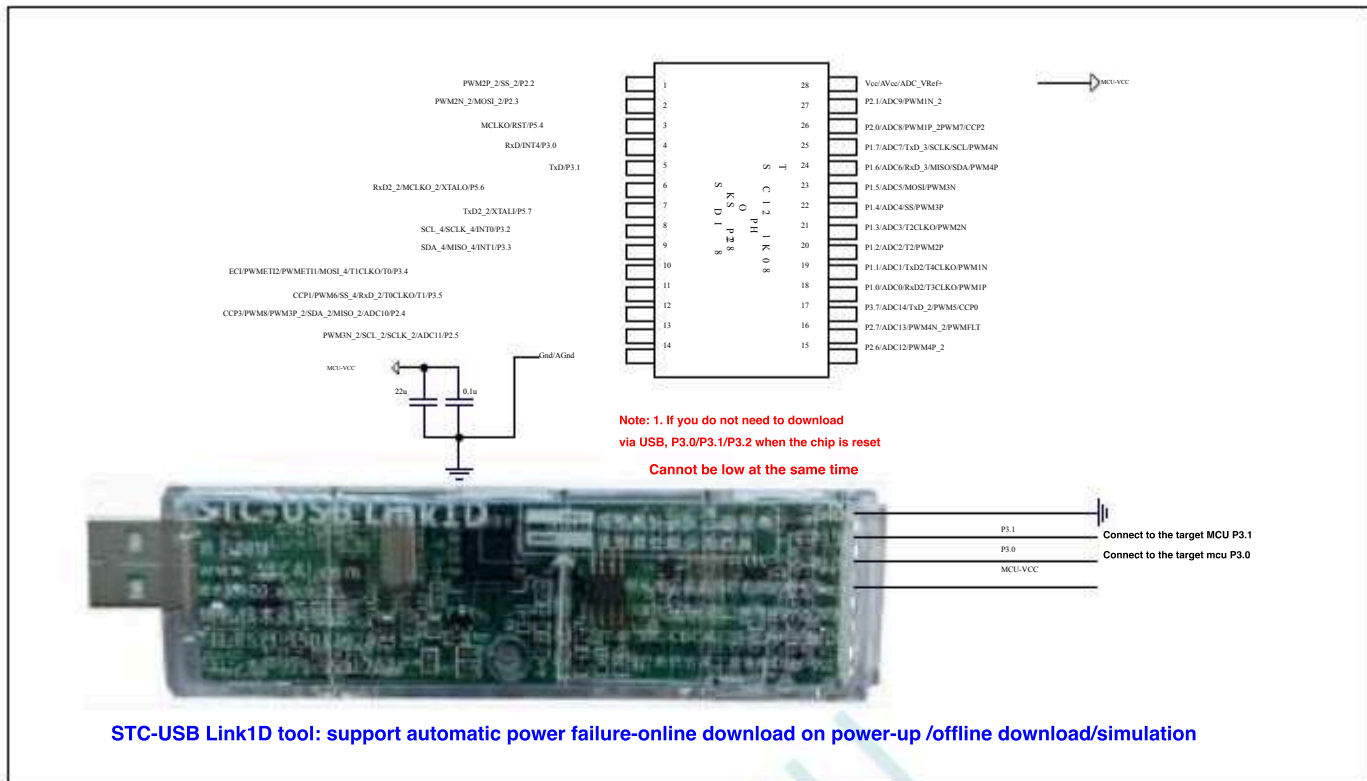 PWM2P_2/SS_2/P2.2
PWM2N_2/MOSI_2/P2.3
MCLKO/RST/P5.4
RxD/INT4/P3.0
TxD/P3.1
RxD2_2/MCLKO_2/XTALO/P5.6
TxD2_2/XTALI/P5.7
SCL_4/SCLK_4/INT0/P3.2
SDA_4/MISO_4/INT1/P3.3
ECI/PWMETI2/PWMETI1/MOSI_4/T1CLKO/T0/P3.4
CCP1/PWM6/SS_4/RxD_2/T0CLKO/T1/P3.5
CCP3/PWM8/PWM3P_2/SDA_2/MISO_2/ADC10/P2.4
PWM3N_2/SCL_2/SCLK_2/ADC11/P2.5
Gnd/AGnd
1
2
3
4
5
6
7
8
9
10
11
12
13
14
28
27
26
25
24
23
22
21
20
19
18
17
16
15
Vcc/AVcc/ADC_VRef+
P2.1/ADC9/PWM1N_2
P2.0/ADC8/PWM1P_2PWM7/CCP2
P1.7/ADC7/TxD_3/SCLK/SCL/PWM4N
P1.6/ADC6/RxD_3/MISO/SDA/PWM4P
P1.5/ADC5/MOSI/PWM3N
P1.4/ADC4/SS/PWM3P
P1.3/ADC3/T2CLKO/PWM2N
P1.2/ADC2/T2/PWM2P
P1.1/ADC1/TxD2/T4CLKO/PWM1N
P1.0/ADC0/RxD2/T3CLKO/PWM1P
P3.7/ADC14/TxD_2/PWM5/CCP0
P2.7/ADC13/PWM4N_2/PWMFLT
P2.6/ADC12/PWM4P_2
MCU-VCC
MCU-VCC
22u
0.1u
Note: 1. If you do not need to download
via USB, P3.0/P3.1/P3.2 when the chip is reset
Cannot be low at the same time
STC-USB Link1D
P3.1
Connect to the target MCU P3.1
P3.0
Connect to the target mcu P3.0
MCU-VCC
STC-USB Link1D tool: support automatic power failure-online download on power-up /offline download/simulation